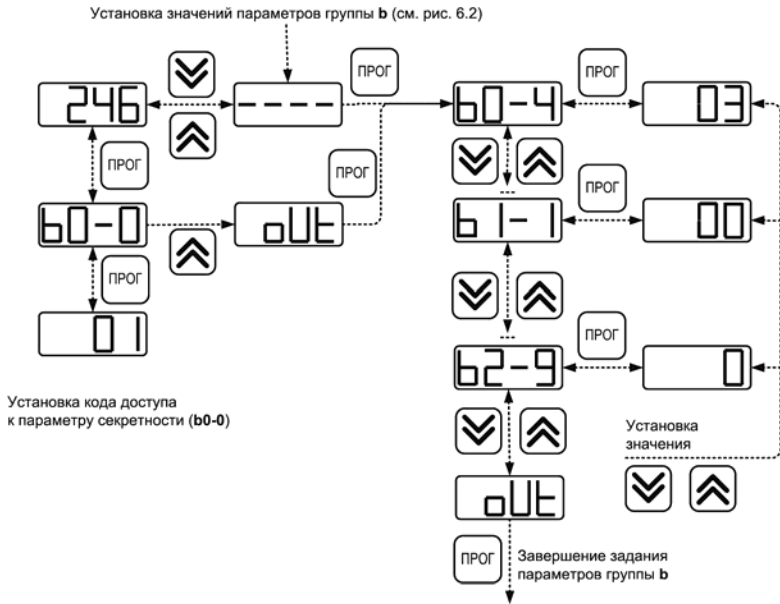 Установка значений параметров группы b (см. рис. 6.2)
ПРОГ
ПРОГ
246
----
b0-4
03
ПРОГ
ПРОГ
b0-0
oUt
b1-1
ПРОГ
00
ПРОГ
01
b2-9
ПРОГ
0
Установка кода доступа
к параметру секретности (b0-0)
Установка
значения
oUt
ПРОГ
Завершение задания
параметров группы b